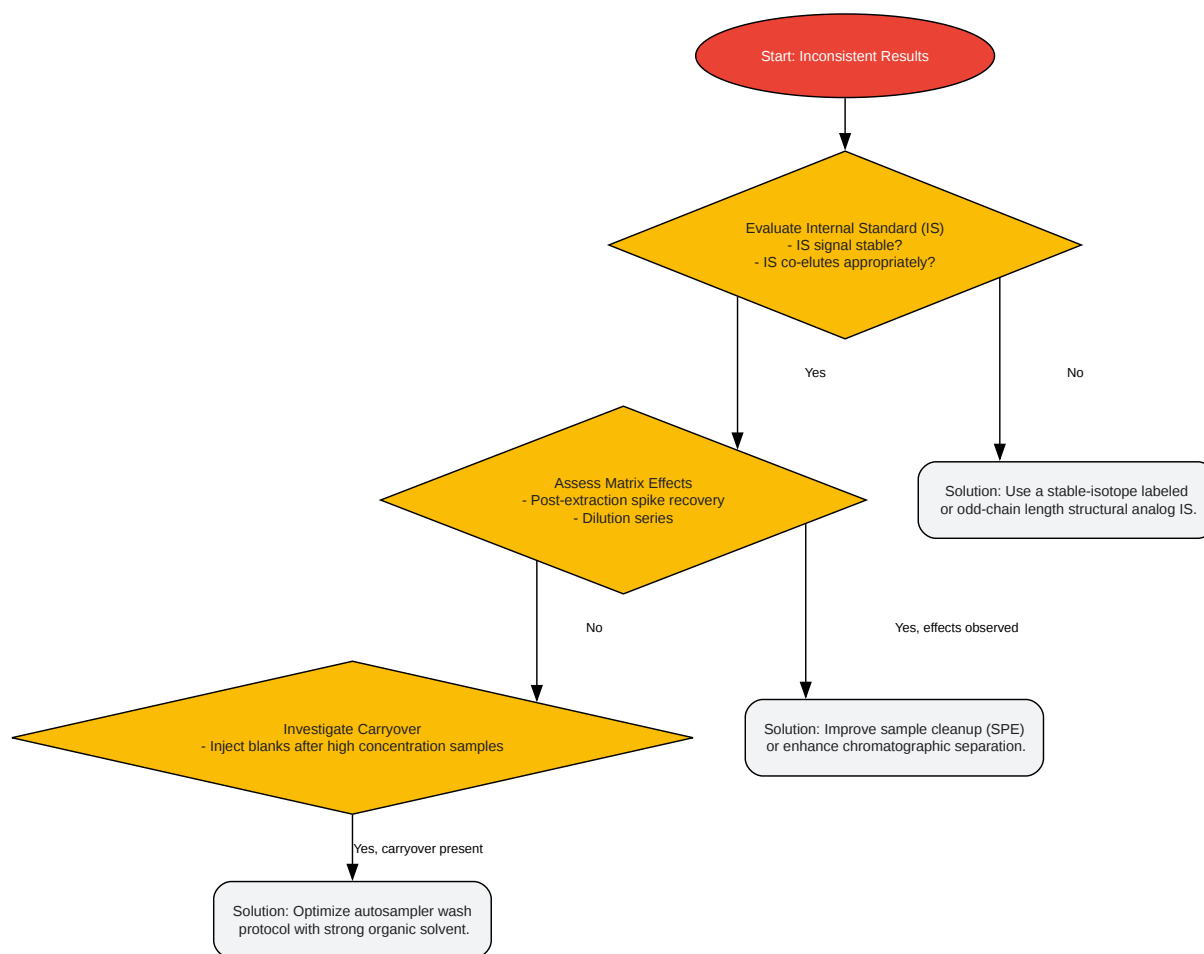 Start: Inconsistent Results
Evaluate Internal Standard (IS)
- IS signal stable?
- IS co-elutes appropriately?
Yes
No
Assess Matrix Effects
- Post-extraction spike recovery
- Dilution series
Solution: Use a stable-isotope labeled
or odd-chain length structural analog IS.
No
Yes, effects observed
Investigate Carryover
- Inject blanks after high concentration samples
Solution: Improve sample cleanup (SPE)
or enhance chromatographic separation.
Yes, carryover present
Solution: Optimize autosampler wash
protocol with strong organic solvent.